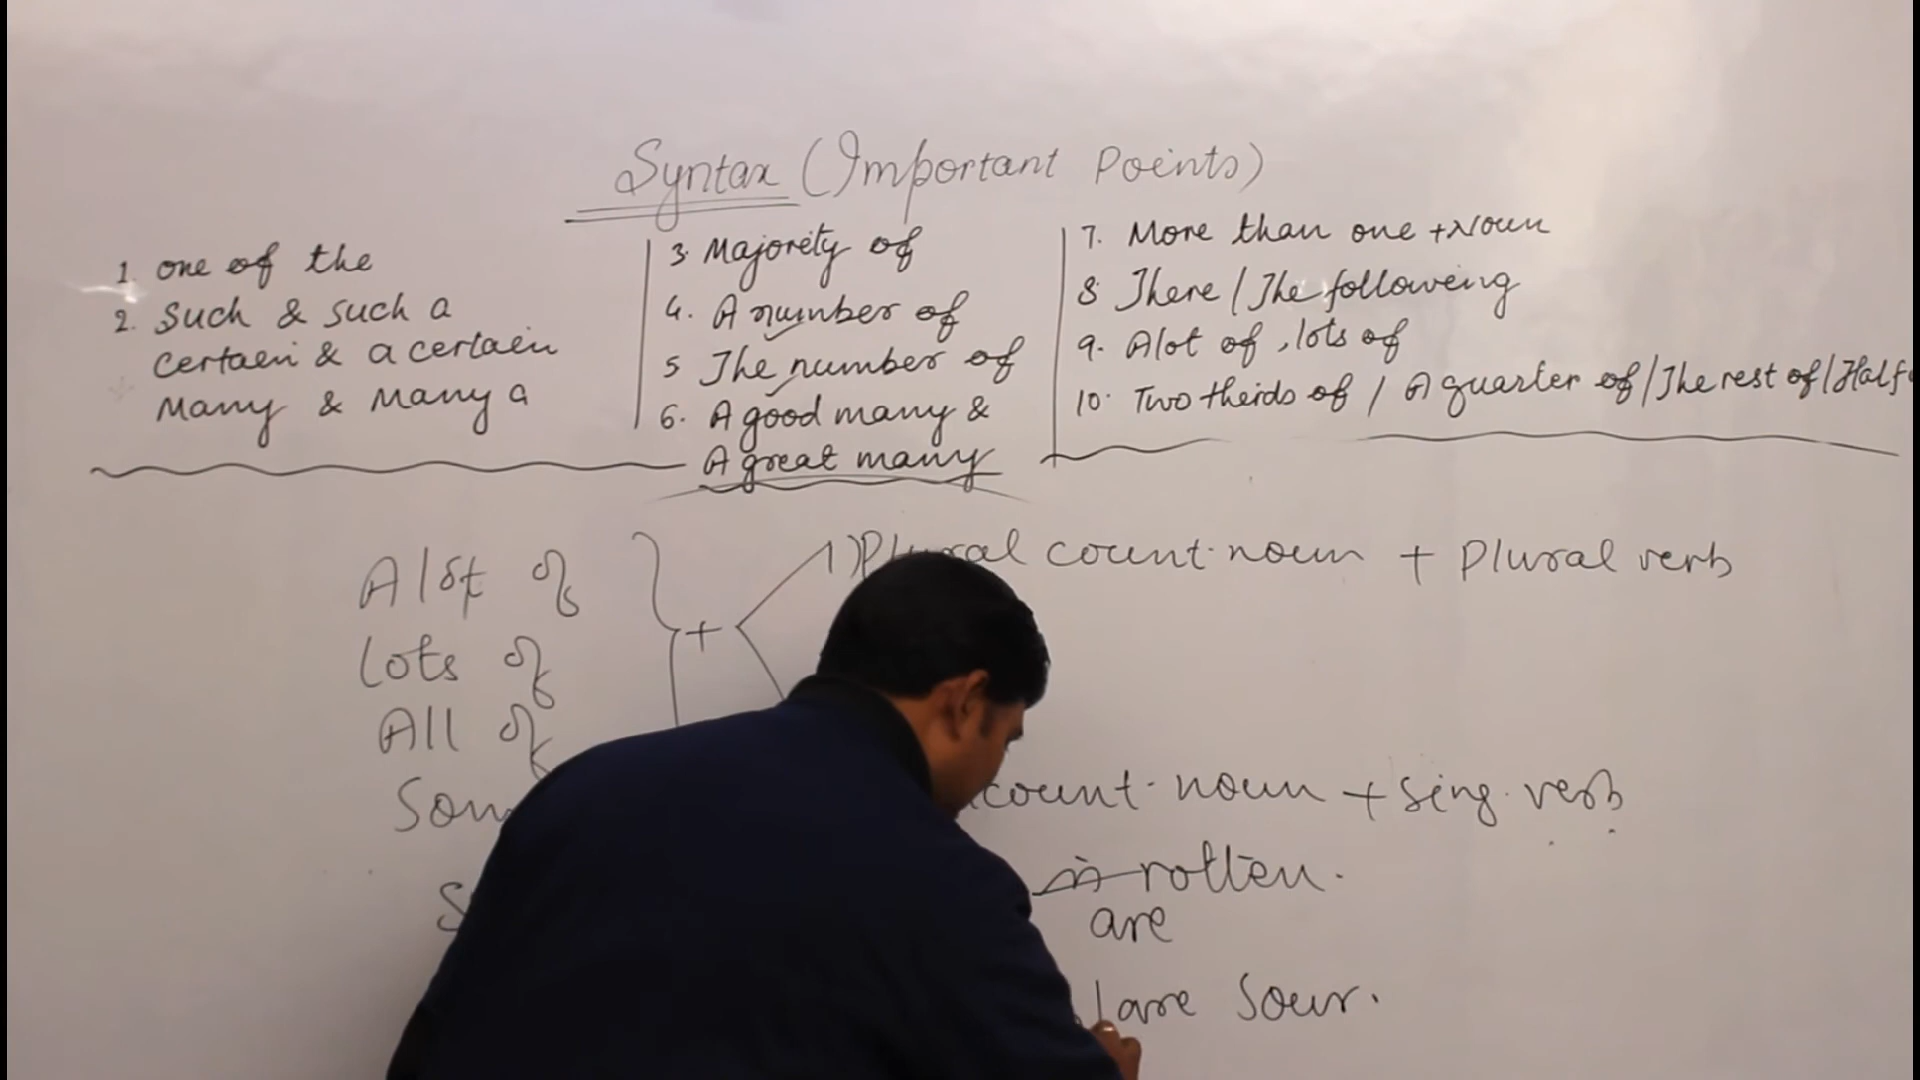 Syntax (Important Points)
1. one of the
2. Such & such a
certain & a certain
Many & Many a
3. Majority of
4. A number of
5 The number of
6. A good many &
A great many
7. More than one + Noun
8 There / The following
9. Alot of , lots of
10. Two thirds of / A quarter of / The rest of / Half
Alot of
lots of
All of
+
1) Plural count. noun + Plural verb
count. noun + Sing. verb
rotten.
are
are Sour.